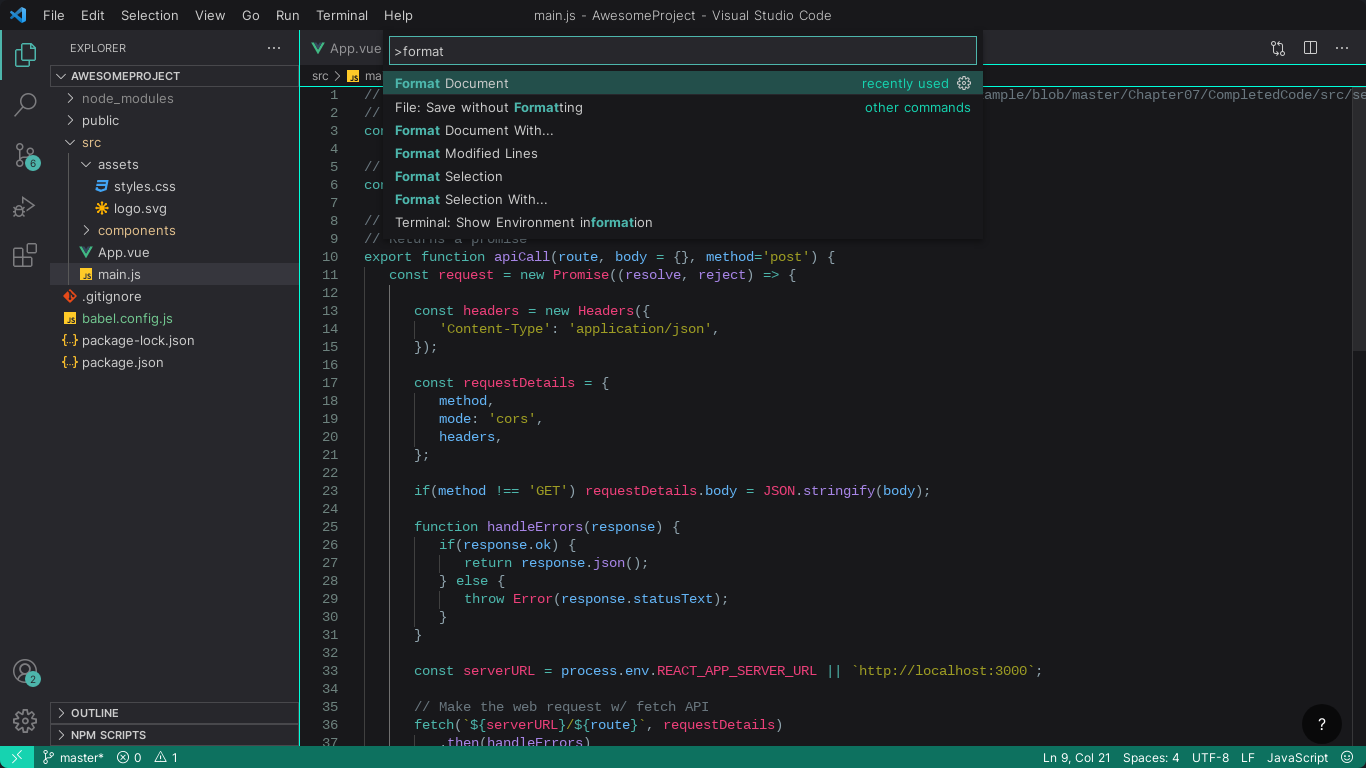 File Edit Selection View Go Run Terminal Help main.js - AwesomeProject - Visual Studio Code
EXPLORER
AWESOMEPROJECT
node_modules
public
src
assets
styles.css
logo.svg
components
App.vue
main.js
.gitignore
babel.config.js
package-lock.json
package.json
OUTLINE
NPM SCRIPTS
6
2
App.vue
src
JS
>format
Format Document recently used
File: Save without Formatting other commands
Format Document With...
Format Modified Lines
Format Selection
Format Selection With...
Terminal: Show Environment information
1 // ample/blob/master/Chapter07/CompletedCode/src/se
2 //
3
4
5 //
6
7
8 //
9 // Returns a promise
10 export function apiCall(route, body = {}, method='post') {
11 const request = new Promise((resolve, reject) => {
12
13 const headers = new Headers({
14 'Content-Type': 'application/json',
15 });
16
17 const requestDetails = {
18 method,
19 mode: 'cors',
20 headers,
21 };
22
23 if(method !== 'GET') requestDetails.body = JSON.stringify(body);
24
25 function handleErrors(response) {
26 if(response.ok) {
27 return response.json();
28 } else {
29 throw Error(response.statusText);
30 }
31 }
32
33 const serverURL = process.env.REACT_APP_SERVER_URL || `http://localhost:3000`;
34
35 // Make the web request w/ fetch API
36 fetch(`${serverURL}/${route}`, requestDetails)
37 .then(handleErrors)
?
master* 0 1 Ln 9, Col 21 Spaces: 4 UTF-8 LF JavaScript